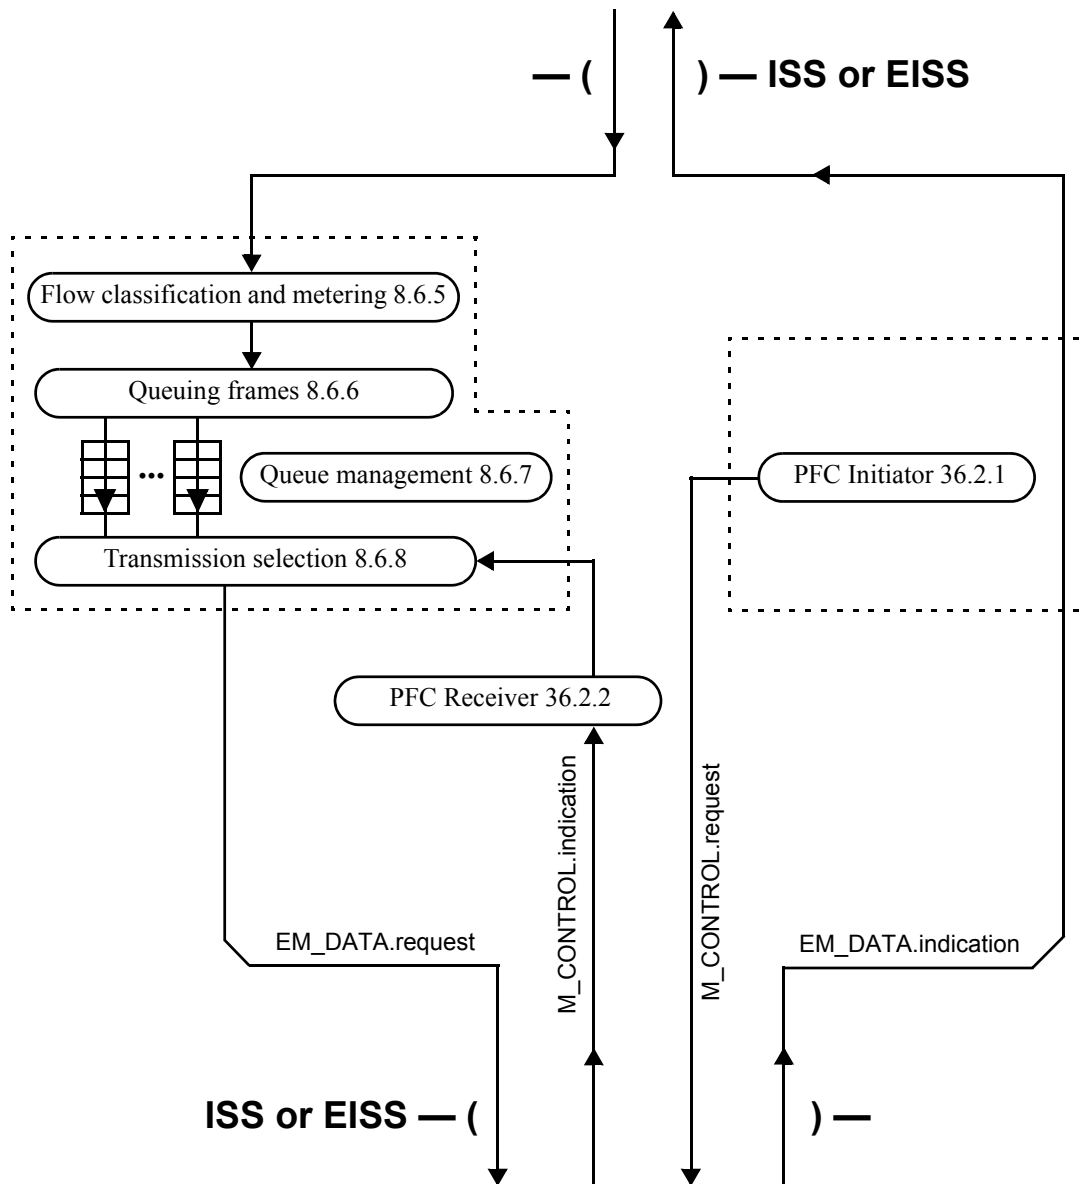 — ( ) — ISS or EISS
Flow classification and metering 8.6.5
Queuing frames 8.6.6
...
Queue management 8.6.7
PFC Initiator 36.2.1
Transmission selection 8.6.8
PFC Receiver 36.2.2
M_CONTROL.indication
M_CONTROL.request
EM_DATA.request
EM_DATA.indication
ISS or EISS — ( ) —